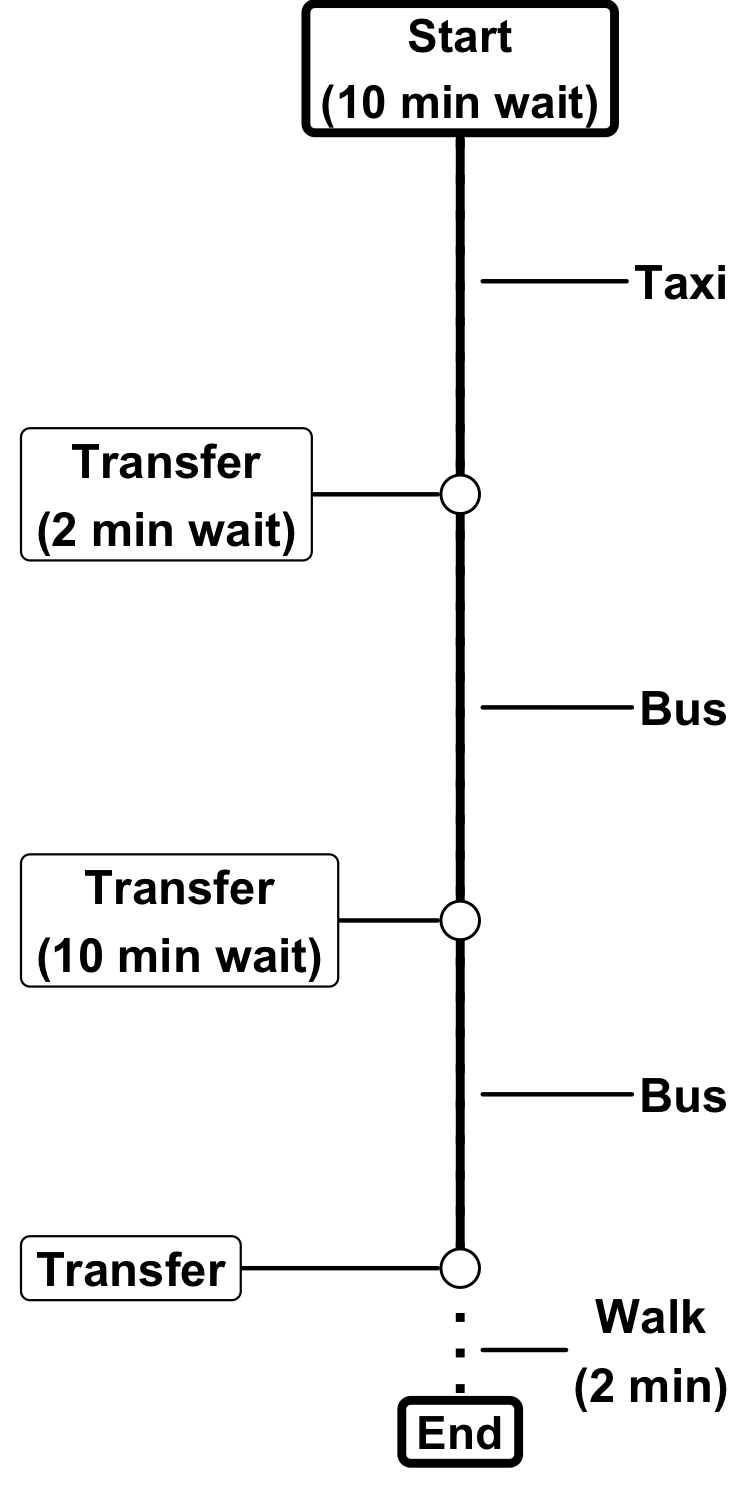 Start
(10 min wait)
Taxi
Transfer
(2 min wait)
Bus
Transfer
(10 min wait)
Bus
Transfer
Walk
(2 min)
End